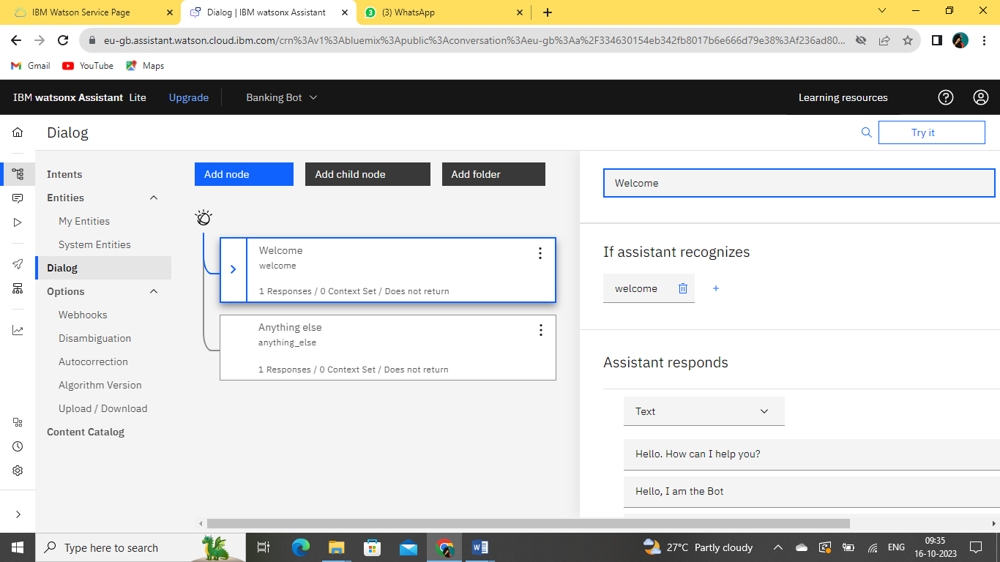 IBM Watson Service Page
Dialog | IBM watsonx Assistant
(3) WhatsApp
eu-gb.assistant.watson.cloud.ibm.com/crn%3Av1%3Abluemix%3Apublic%3Aconversation%3Aeu-gb%3Aa%2F334630154eb342fb8017b6e666d79e38%3Af236ad80...
Gmail
YouTube
Maps
IBM watsonx Assistant Lite
Upgrade
Banking Bot
Learning resources
Dialog
Try it
Intents
Entities
My Entities
System Entities
Dialog
Options
Webhooks
Disambiguation
Autocorrection
Algorithm Version
Upload / Download
Content Catalog
Add node
Add child node
Add folder
Welcome
welcome
1 Responses / 0 Context Set / Does not return
Anything else
anything_else
1 Responses / 0 Context Set / Does not return
Welcome
If assistant recognizes
welcome
Assistant responds
Text
Hello. How can I help you?
Hello, I am the Bot
Type here to search
27°C Partly cloudy
ENG
09:35
16-10-2023